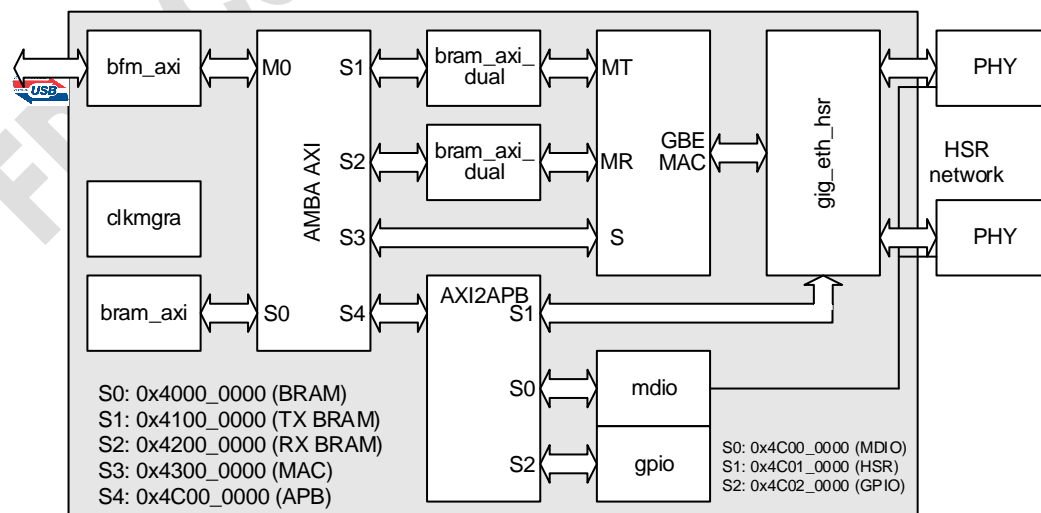 bfm_axi
M0
S1
bram_axi_
dual
MT
PHY
USB
AMBA AXI
S2
bram_axi_
dual
MR
GBE
MAC
gig_eth_hsr
HSR
network
clkmgra
S3
S
PHY
bram_axi
S0
S4
AXI2APB
S1
S0
mdio
S2
gpio
S0: 0x4000_0000 (BRAM)
S1: 0x4100_0000 (TX BRAM)
S2: 0x4200_0000 (RX BRAM)
S3: 0x4300_0000 (MAC)
S4: 0x4C00_0000 (APB)
S0: 0x4C00_0000 (MDIO)
S1: 0x4C01_0000 (HSR)
S2: 0x4C02_0000 (GPIO)